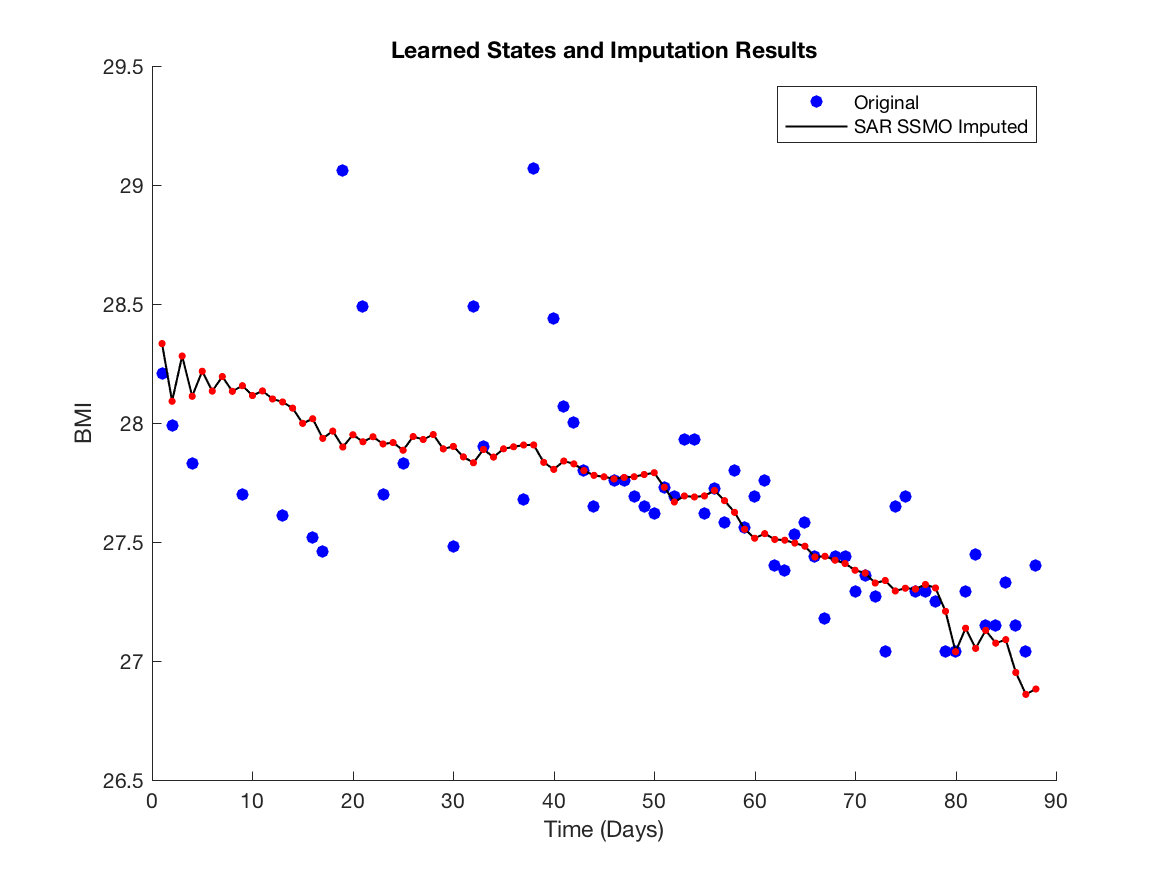 Learned States and Imputation Results
29.5
29
28.5
28
27.5
27
26.5
BMI
Original
SAR SSMO Imputed
0 10 20 30 40 50 60 70 80 90
Time (Days)